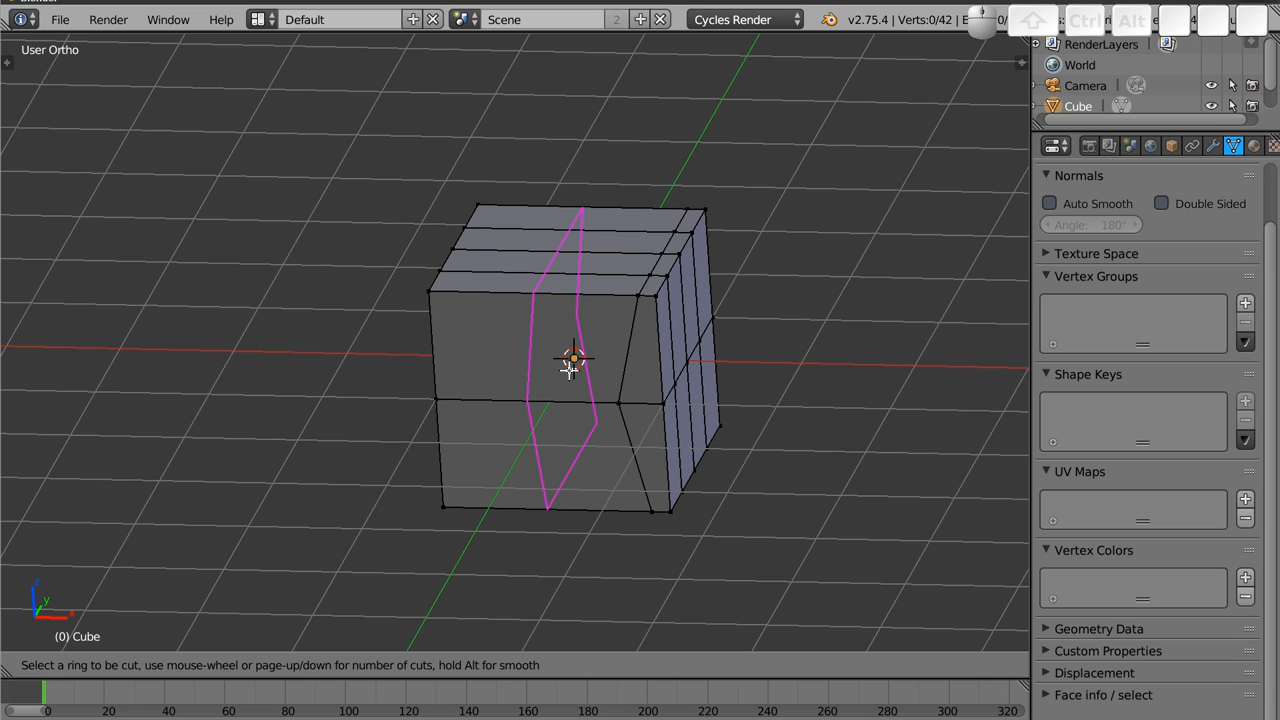 File Render Window Help Default Scene 2 Cycles Render v2.75.4 | Verts:0/42 | E
Ctrl Alt
User Ortho
RenderLayers
World
Camera
Cube
Normals
Auto Smooth Double Sided
Angle: 180°
Texture Space
Vertex Groups
Shape Keys
UV Maps
Vertex Colors
Geometry Data
Custom Properties
Displacement
Face info / select
z
y
x
(0) Cube
Select a ring to be cut, use mouse-wheel or page-up/down for number of cuts, hold Alt for smooth
0 20 40 60 80 100 120 140 160 180 200 220 240 260 280 300 320